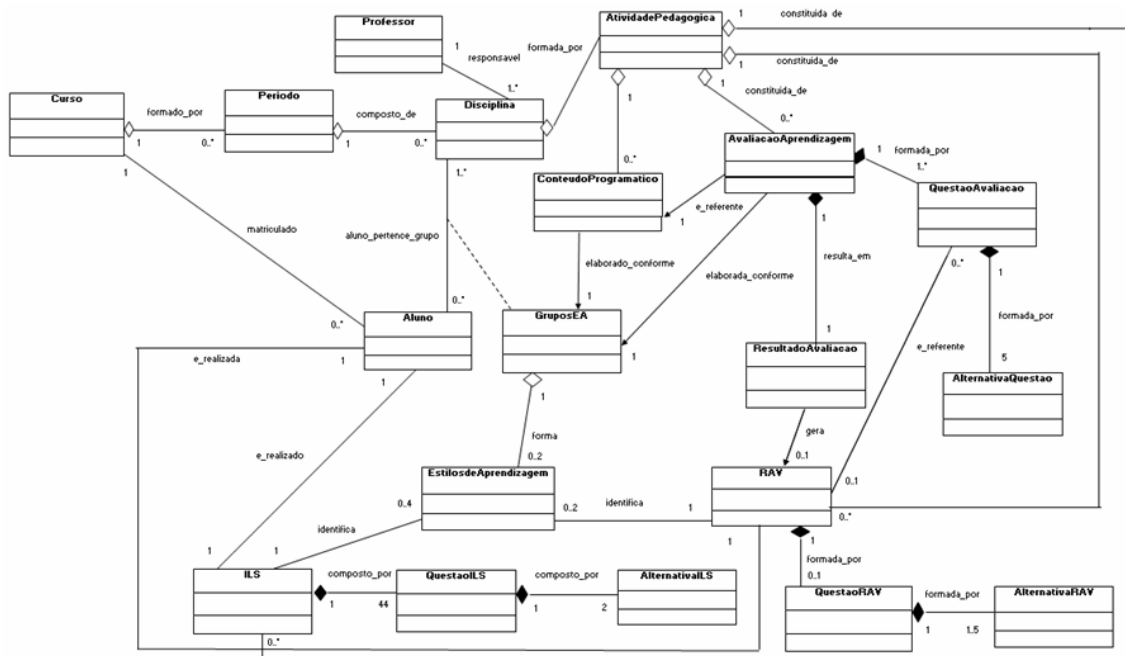 1
constituida_de
Professor
AtividadePedagogica
1
responsavel
formada_por
1
constituida_de
Curso
Periodo
1..*
Disciplina
1
1
constituida_de
formado_por
composto_de
0..*
AvaliacaoAprendizagem
1
formada_por
1
0..*
1
0..*
0..*
1..*
1
1..*
ConteudoProgramatico
QuestaoAvaliacao
e_referente
1
1
matriculado
aluno_pertence_grupo
resulta_em
0..*
1
elaborado_conforme
elaborada_conforme
0..*
1
formada_por
0..*
Aluno
GruposEA
1
1
ResultadoAvaliacao
e_referente
e_realizada
1
5
1
1
AlternativaQuestao
forma
gera
e_realizado
0..2
0..1
EstilosdeAprendizagem
RAV
0..1
0..4
0..2
identifica
1
0..*
identifica
1
1
1
1
formada_por
ILS
composto_por
QuestaoILS
composto_por
AlternativaILS
0..1
QuestaoRAV
formada_por
AlternativaRAV
1
44
1
2
1
1..5
0..*